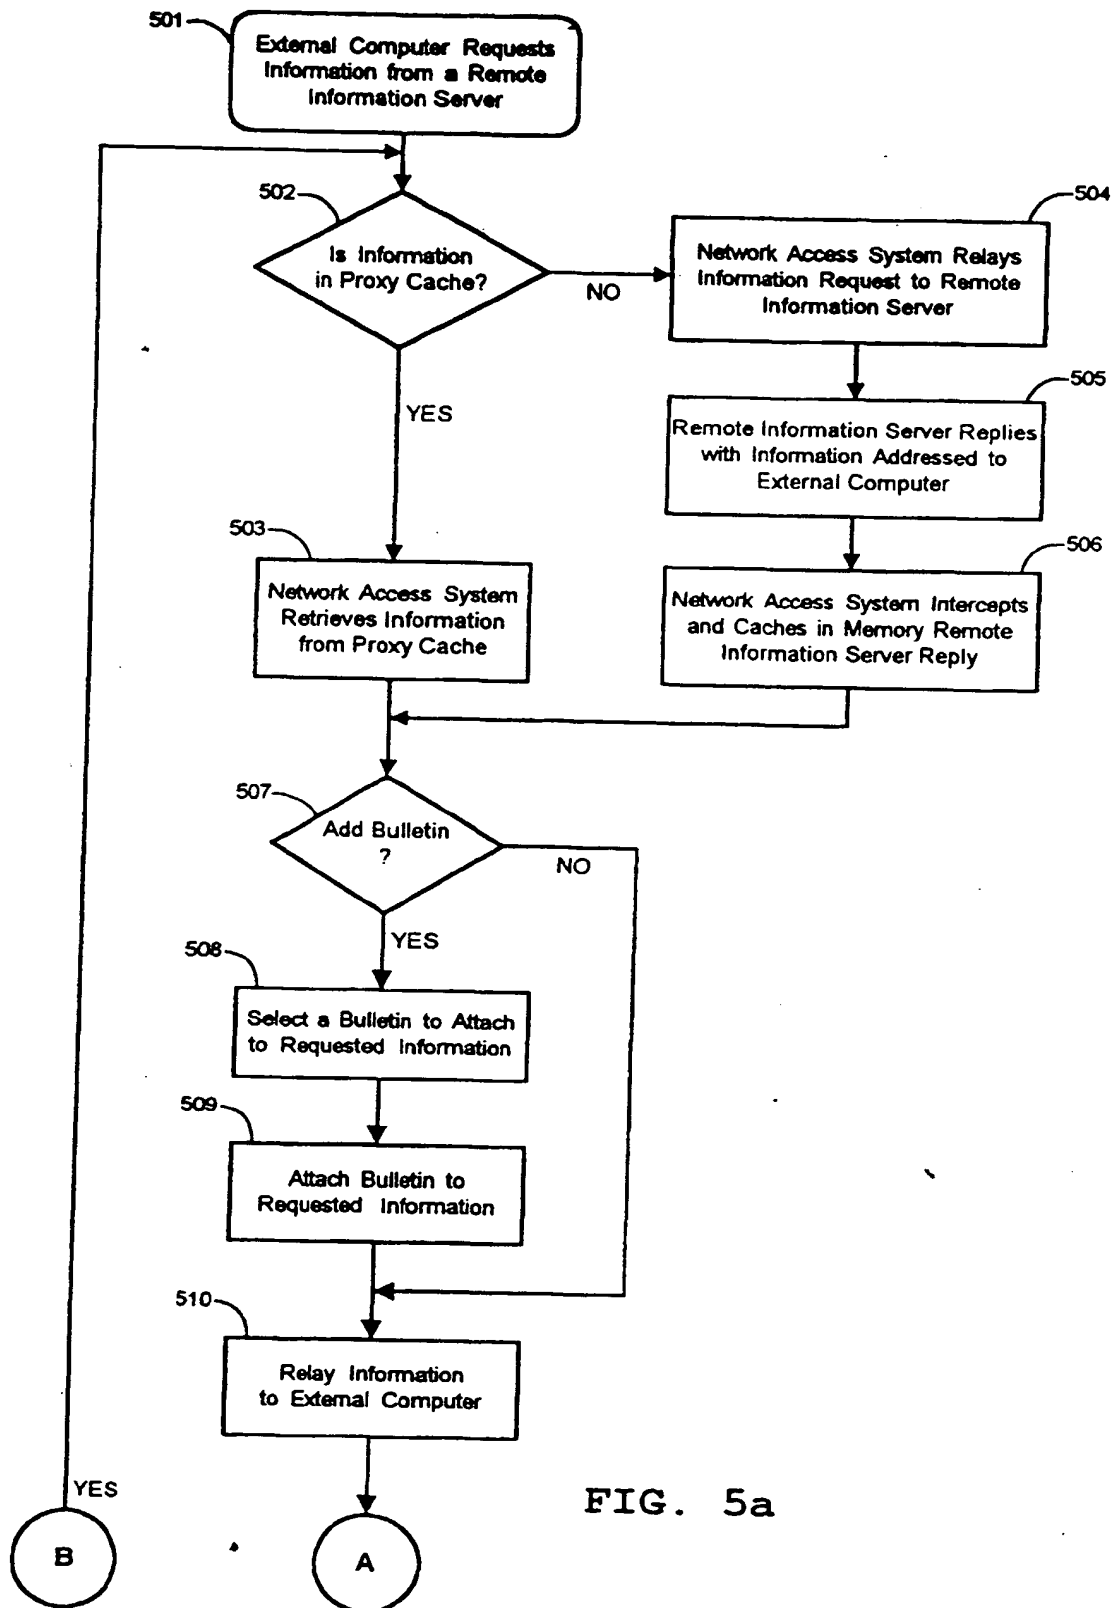 501
External Computer Requests
Information from a Remote
Information Server
502
Is Information
in Proxy Cache?
NO
YES
504
Network Access System Relays
Information Request to Remote
Information Server
505
Remote Information Server Replies
with Information Addressed to
External Computer
506
Network Access System Intercepts
and Caches in Memory Remote
Information Server Reply
503
Network Access System
Retrieves Information
from Proxy Cache
507
Add Bulletin
?
NO
YES
508
Select a Bulletin to Attach
to Requested Information
509
Attach Bulletin to
Requested Information
510
Relay Information
to External Computer
YES
B
A
FIG. 5a